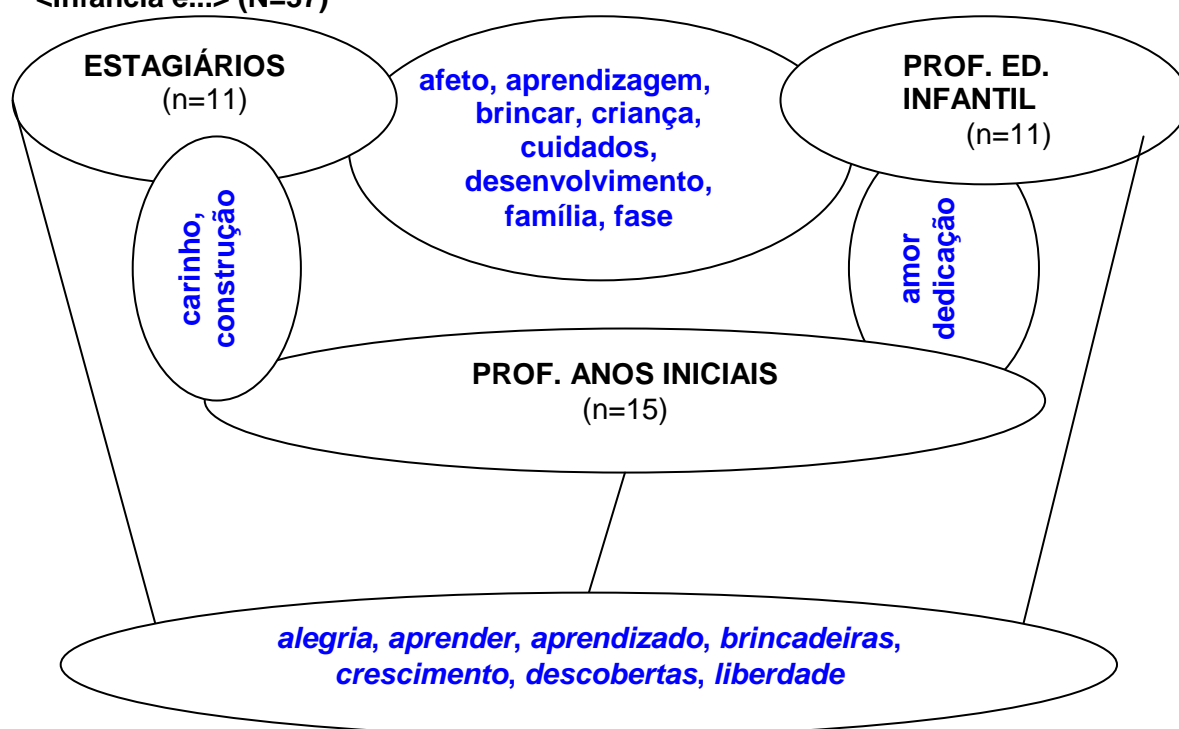 <Infância é...> (N=37)
ESTAGIÁRIOS
(n=11)
afeto, aprendizagem,
brincar, criança,
cuidados,
desenvolvimento,
família, fase
PROF. ED.
INFANTIL
(n=11)
carinho,
construção
amor
dedicação
PROF. ANOS INICIAIS
(n=15)
alegria, aprender, aprendizado, brincadeiras,
crescimento, descobertas, liberdade